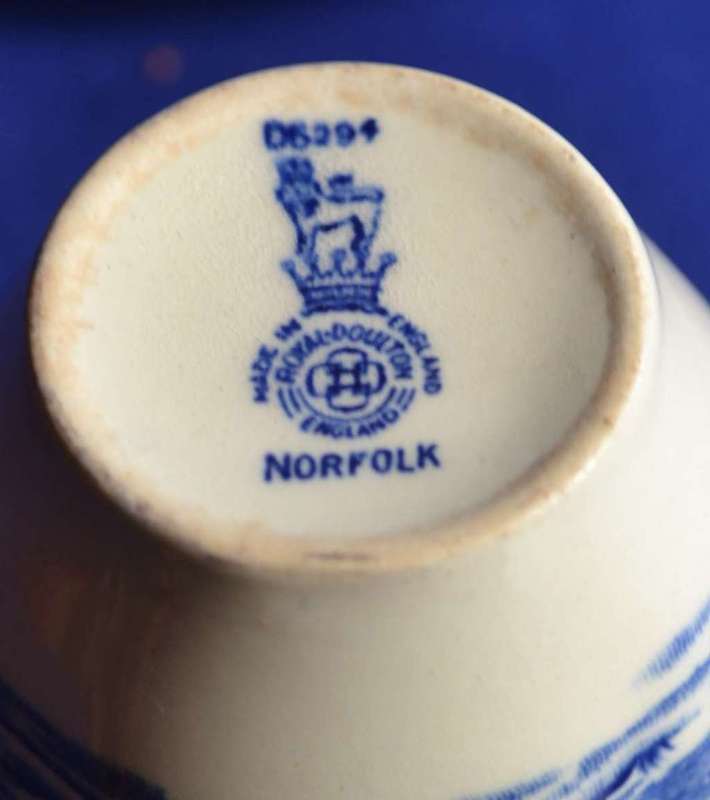 D6294
MADE IN ENGLAND
ROYAL·DOULTON
ENGLAND
NORFOLK